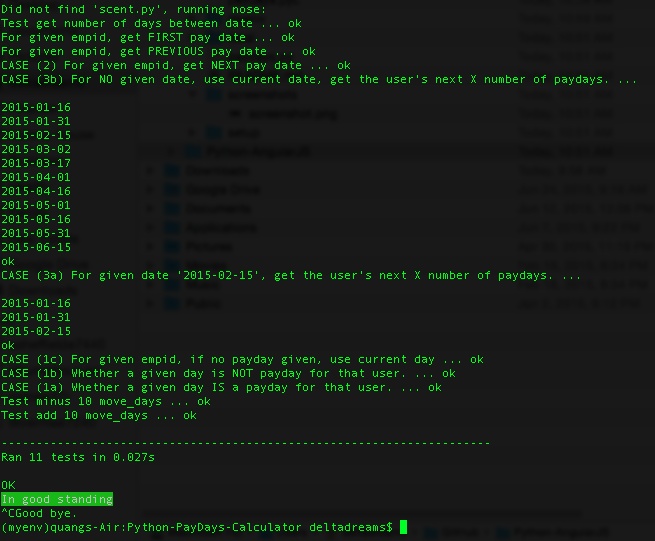 Did not find 'scent.py', running nose:
Test get number of days between date ... ok
For given empid, get FIRST pay date ... ok
For given empid, get PREVIOUS pay date ... ok
CASE (2) For given empid, get NEXT pay date ... ok
CASE (3b) For NO given date, use current date, get the user's next X number of paydays. ...
2015-01-16
2015-01-31
2015-02-15
2015-03-02
2015-03-17
2015-04-01
2015-04-16
2015-05-01
2015-05-16
2015-05-31
2015-06-15
ok
CASE (3a) For given date '2015-02-15', get the user's next X number of paydays. ...
2015-01-16
2015-01-31
2015-02-15
ok
CASE (1c) For given empid, if no payday given, use current day ... ok
CASE (1b) Whether a given day is NOT payday for that user. ... ok
CASE (1a) Whether a given day IS a payday for that user. ... ok
Test minus 10 move_days ... ok
Test add 10 move_days ... ok
----------------------------------------------------------------------
Ran 11 tests in 0.027s
OK
In good standing
^CGood bye.
(myenv)quangs-Air:Python-PayDays-Calculator deltadreams$